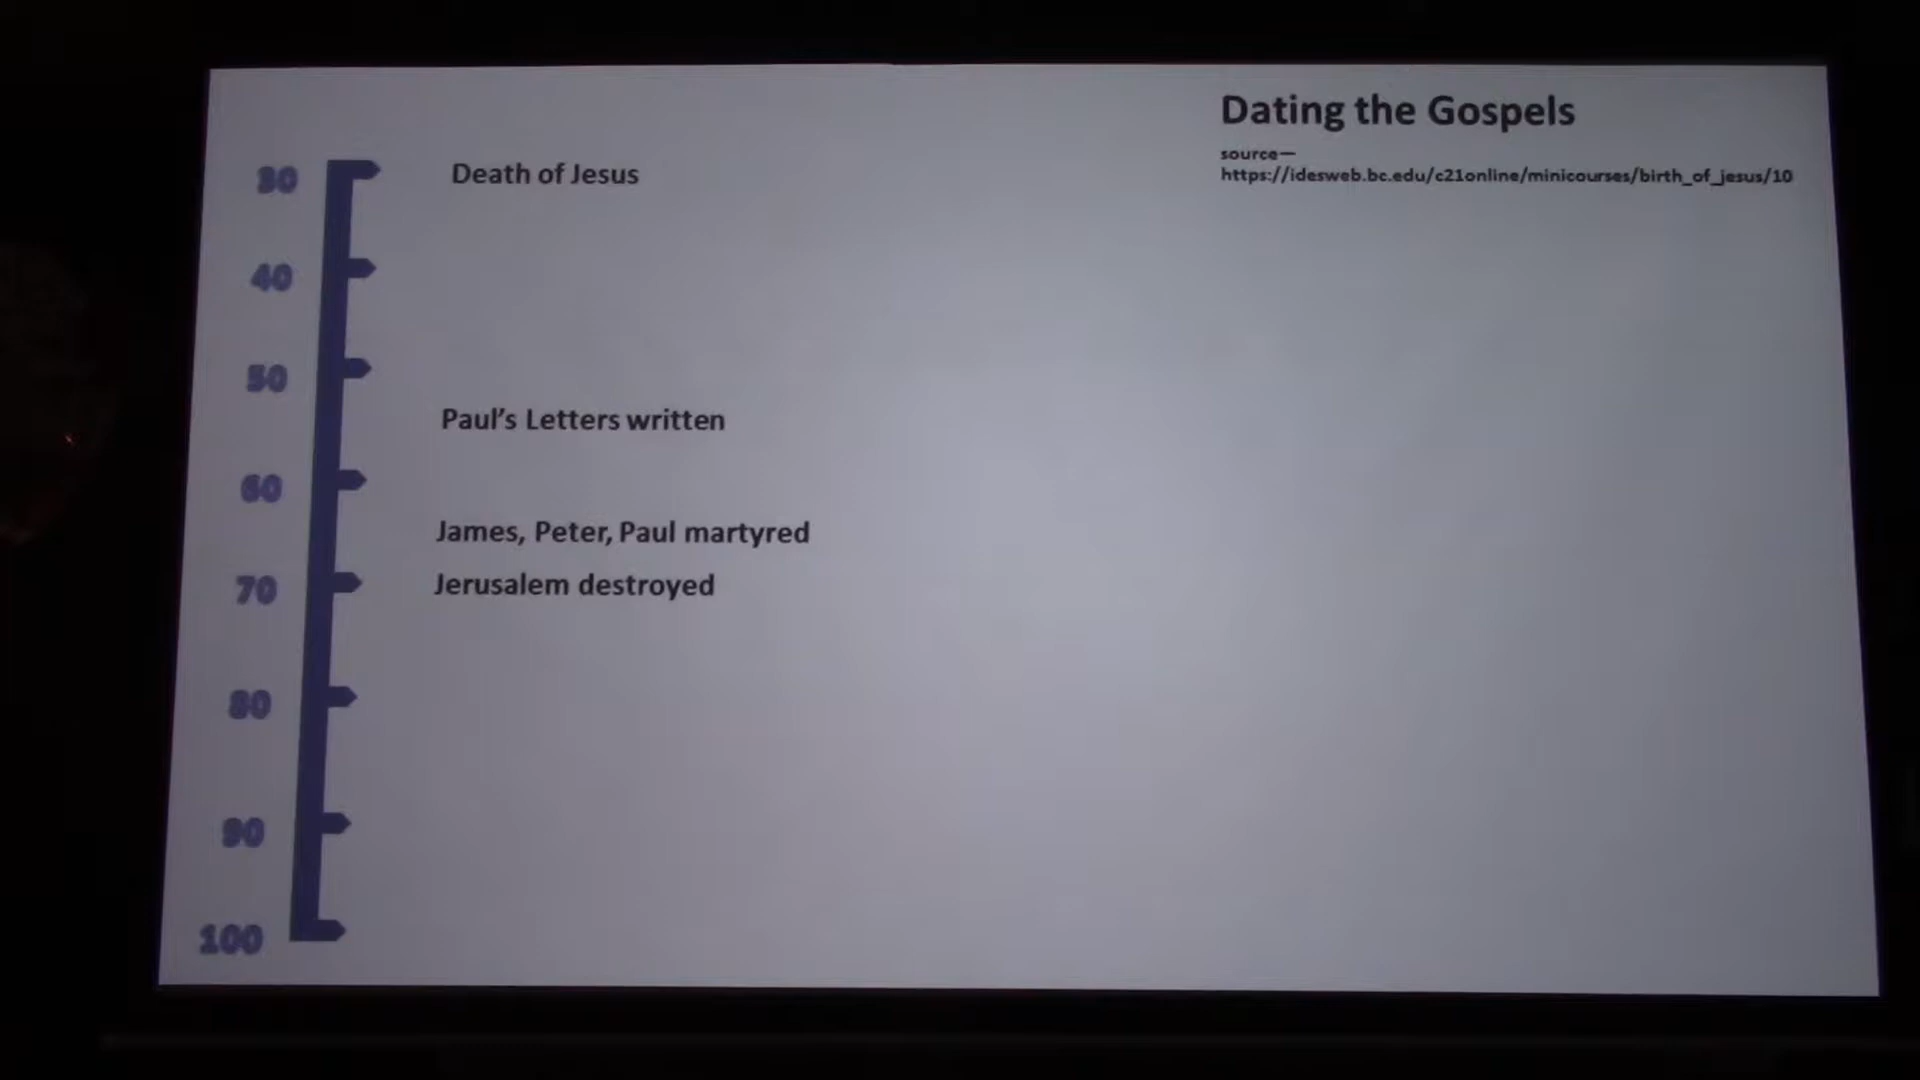 Dating the Gospels
source—
https://idesweb.bc.edu/c21online/minicourses/birth_of_jesus/10
30 Death of Jesus
40
50
Paul's Letters written
60
James, Peter, Paul martyred
70 Jerusalem destroyed
80
90
100